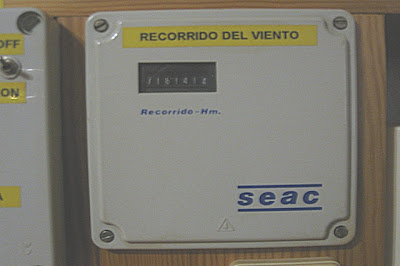 OFF
RECORRIDO DEL VIENTO
Recorrido-Hm.
ON
A
seac